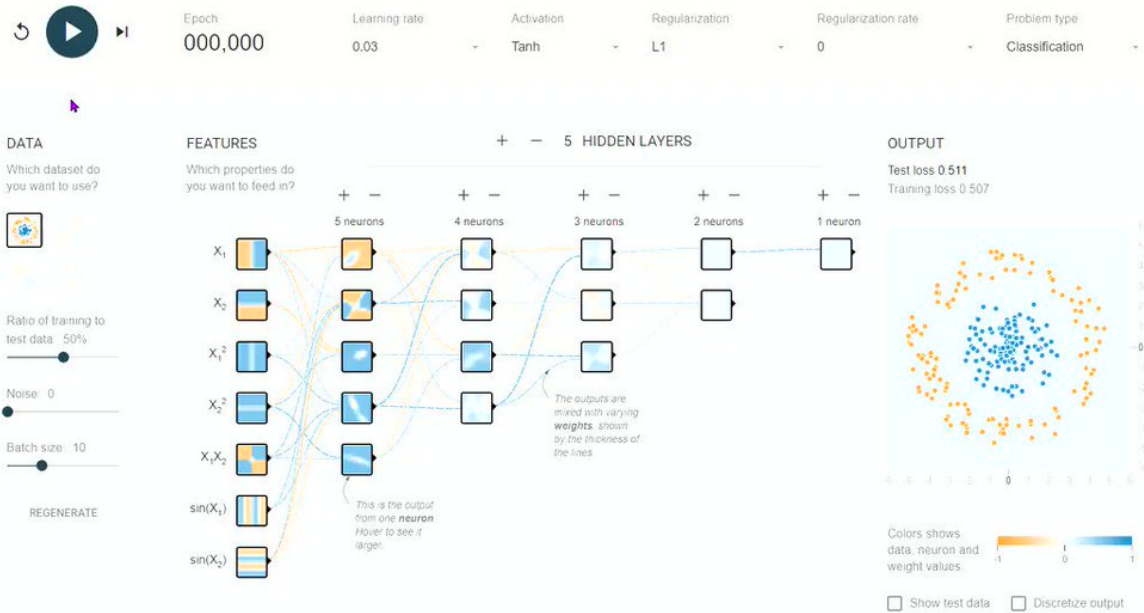 Epoch
000,000
Learning rate
0.03
Activation
Tanh
Regularization
L1
Regularization rate
0
Problem type
Classification
DATA
Which dataset do
you want to use?
Ratio of training to
test data: 50%
Noise: 0
Batch size: 10
REGENERATE
FEATURES
Which properties do
you want to feed in?
X₁
X₂
X₁²
X₂²
X₁X₂
sin(X₁)
sin(X₂)
+ − 5 HIDDEN LAYERS
+ −
5 neurons
+ −
4 neurons
+ −
3 neurons
+ −
2 neurons
+ −
1 neuron
This is the output
from one neuron.
Hover to see it
larger.
The outputs are
mixed with varying
weights, shown
by the thickness of
the lines.
OUTPUT
Test loss 0.511
Training loss 0.507
0
0
Colors shows
data, neuron and
weight values.
-1 0 1
Show test data
Discretize output